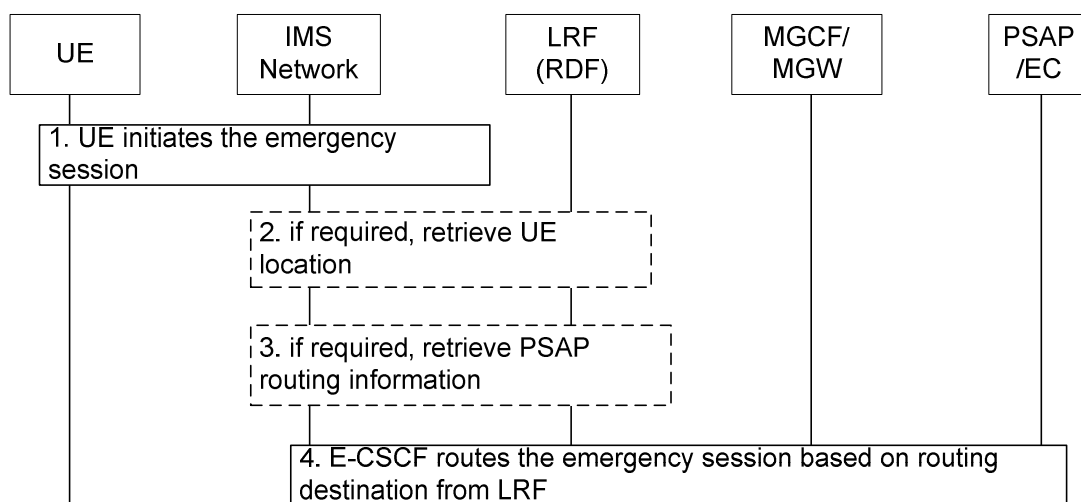 UE
IMS
Network
LRF
(RDF)
MGCF/
MGW
PSAP
/EC
1. UE initiates the emergency
session
2. if required, retrieve UE
location
3. if required, retrieve PSAP
routing information
4. E-CSCF routes the emergency session based on routing
destination from LRF